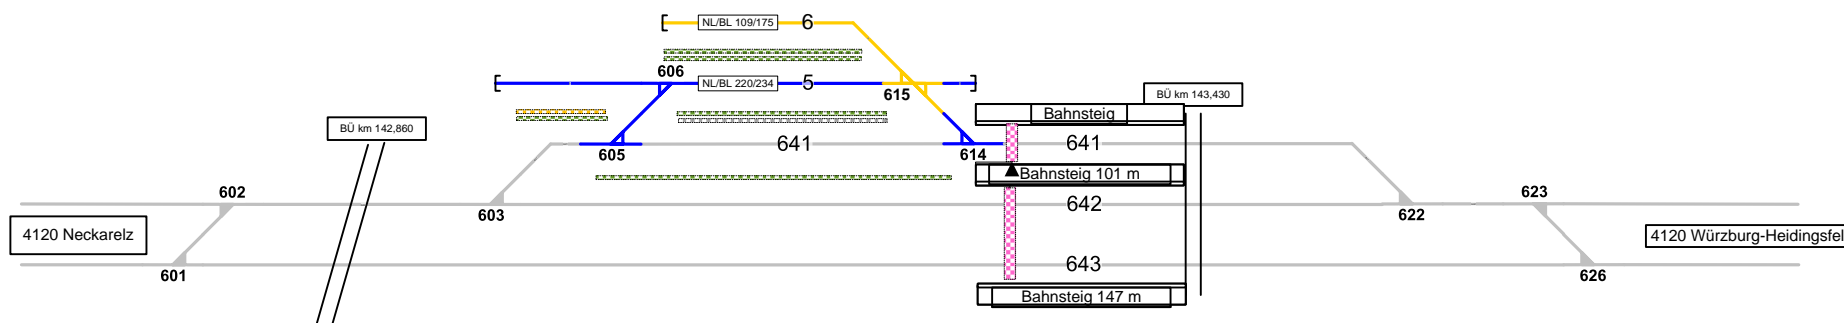 NL/BL 109/175
6
606
NL/BL 220/234
5
615
BÜ km 143,430
Bahnsteig
BÜ km 142,860
641
641
605
614
Bahnsteig 101 m
602
603
642
622
623
4120 Neckarelz
4120 Würzburg-Heidingsfel
601
643
626
Bahnsteig 147 m